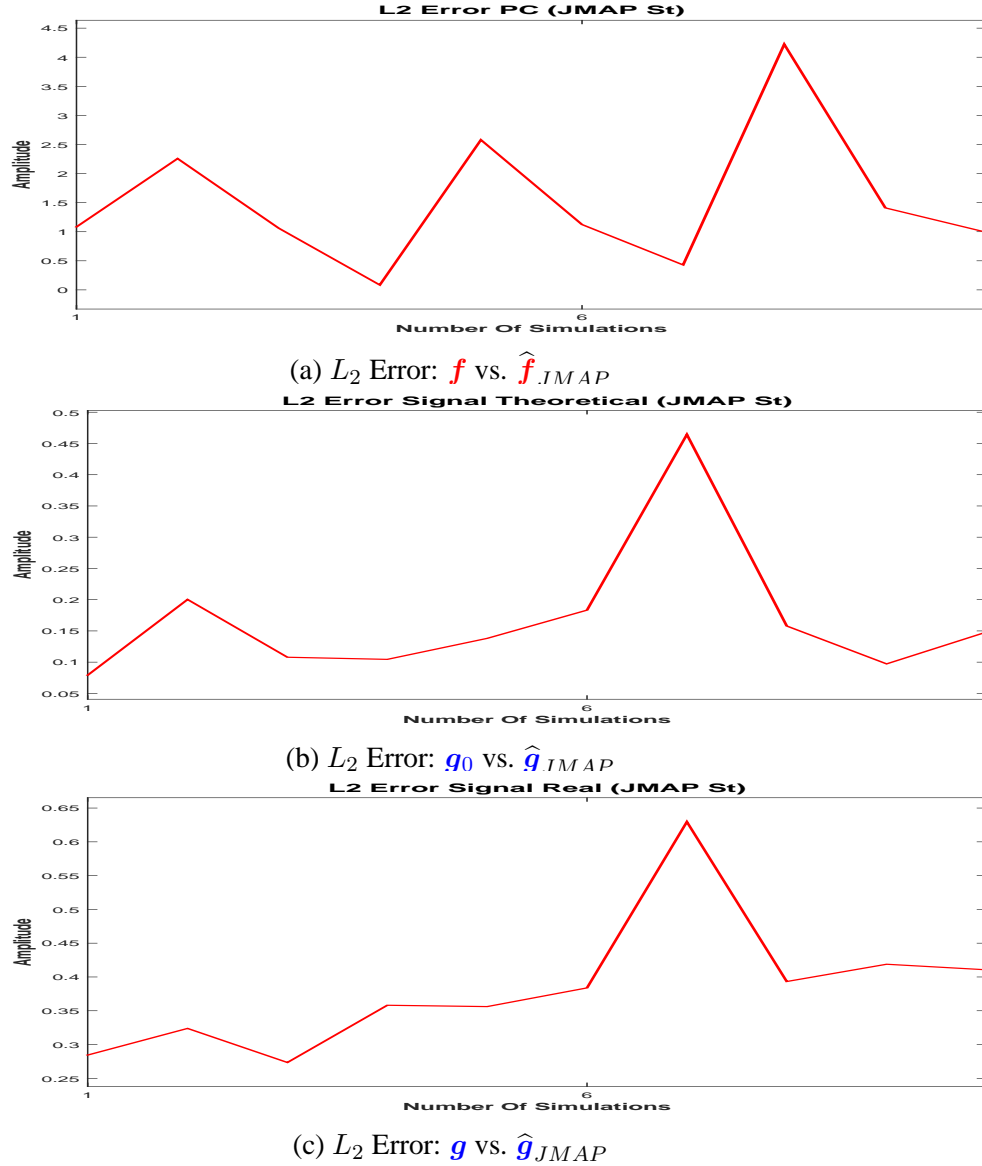 L2 Error PC (JMAP St)
4.5
4
3.5
3
2.5
2
1.5
1
0.5
0
Amplitude
1 6
Number Of Simulations
(a) L₂ Error: f vs. f̂_JMAP
L2 Error Signal Theoretical (JMAP St)
0.5
0.45
0.4
0.35
0.3
0.25
0.2
0.15
0.1
0.05
Amplitude
1 6
Number Of Simulations
(b) L₂ Error: g₀ vs. ĝ_JMAP
L2 Error Signal Real (JMAP St)
0.65
0.6
0.55
0.5
0.45
0.4
0.35
0.3
0.25
Amplitude
1 6
Number Of Simulations
(c) L₂ Error: g vs. ĝ_JMAP